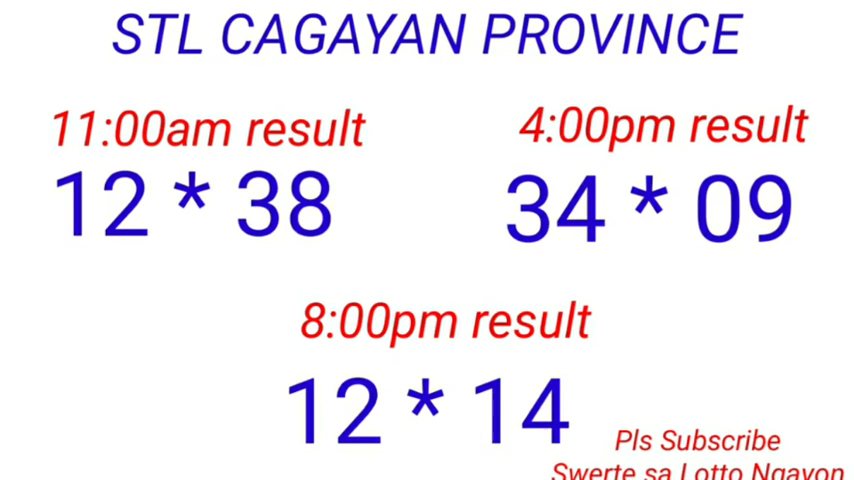 STL CAGAYAN PROVINCE
11:00am result
12 * 38
4:00pm result
34 * 09
8:00pm result
12 * 14
Pls Subscribe
Swerte sa Lotto Ngayon